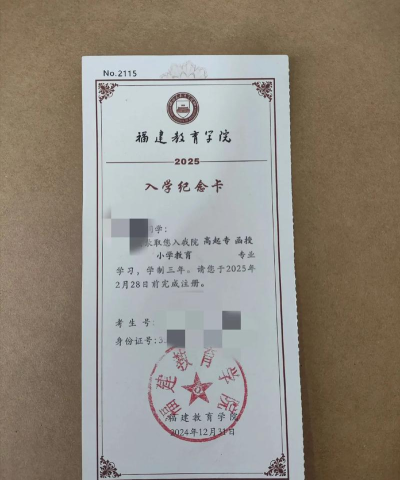 No.2115
福建教育学院
2025
入学纪念卡
同学:
录取您入我院 高起专 函授
小学教育 专业
学习，学制三年。请您于2025年
2月28日前完成注册。
考生号:
身份证号:3
福建教育学院
福建教育学院
2024年12月31日